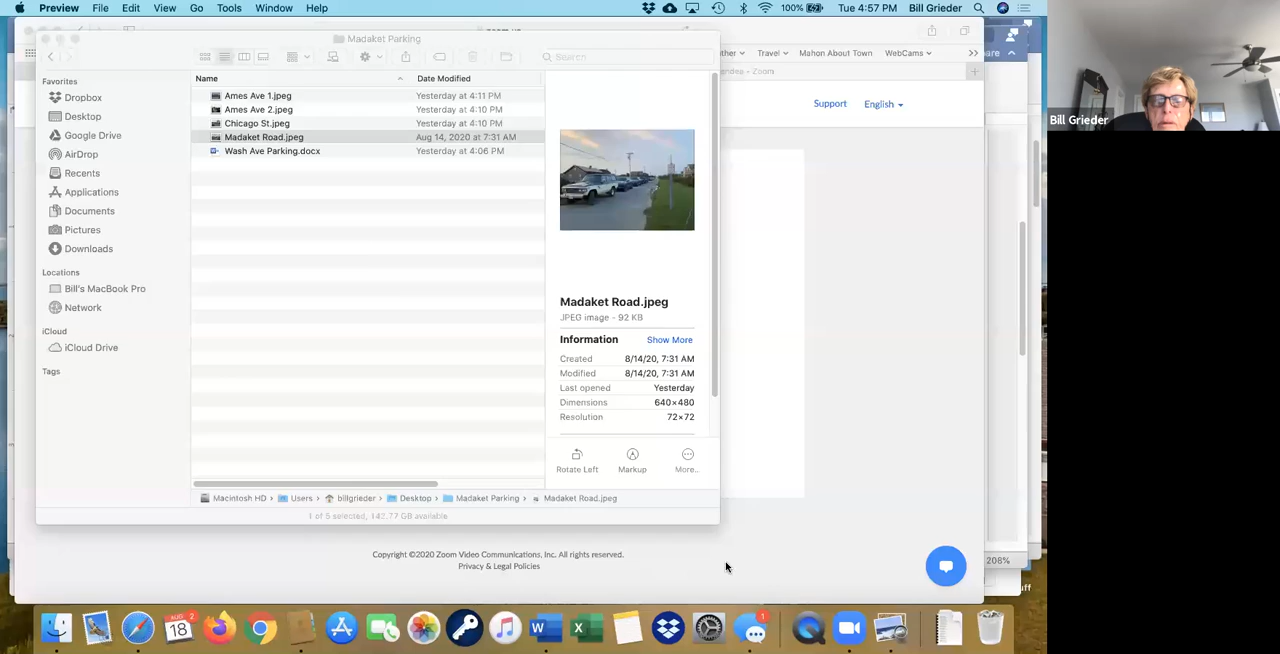 Preview File Edit View Go Tools Window Help 100% Tue 4:57 PM Bill Grieder
Madaket Parking
Search
Travel Mahon About Town WebCams
Zoom
Support English
Favorites
Dropbox
Desktop
Google Drive
AirDrop
Recents
Applications
Documents
Pictures
Downloads
Locations
Bill's MacBook Pro
Network
iCloud
iCloud Drive
Tags
Name Date Modified
Ames Ave 1.jpeg Yesterday at 4:11 PM
Ames Ave 2.jpeg Yesterday at 4:10 PM
Chicago St.jpeg Yesterday at 4:10 PM
Madaket Road.jpeg Aug 14, 2020 at 7:31 AM
Wash Ave Parking.docx Yesterday at 4:06 PM
Madaket Road.jpeg
JPEG image - 92 KB
Information Show More
Created 8/14/20, 7:31 AM
Modified 8/14/20, 7:31 AM
Last opened Yesterday
Dimensions 640×480
Resolution 72×72
Rotate Left Markup More...
Macintosh HD › Users › billgrieder › Desktop › Madaket Parking › Madaket Road.jpeg
1 of 5 selected, 142.77 GB available
Copyright ©2020 Zoom Video Communications, Inc. All rights reserved.
Privacy & Legal Policies
208%
AUG 2
18
W X
1
Bill Grieder